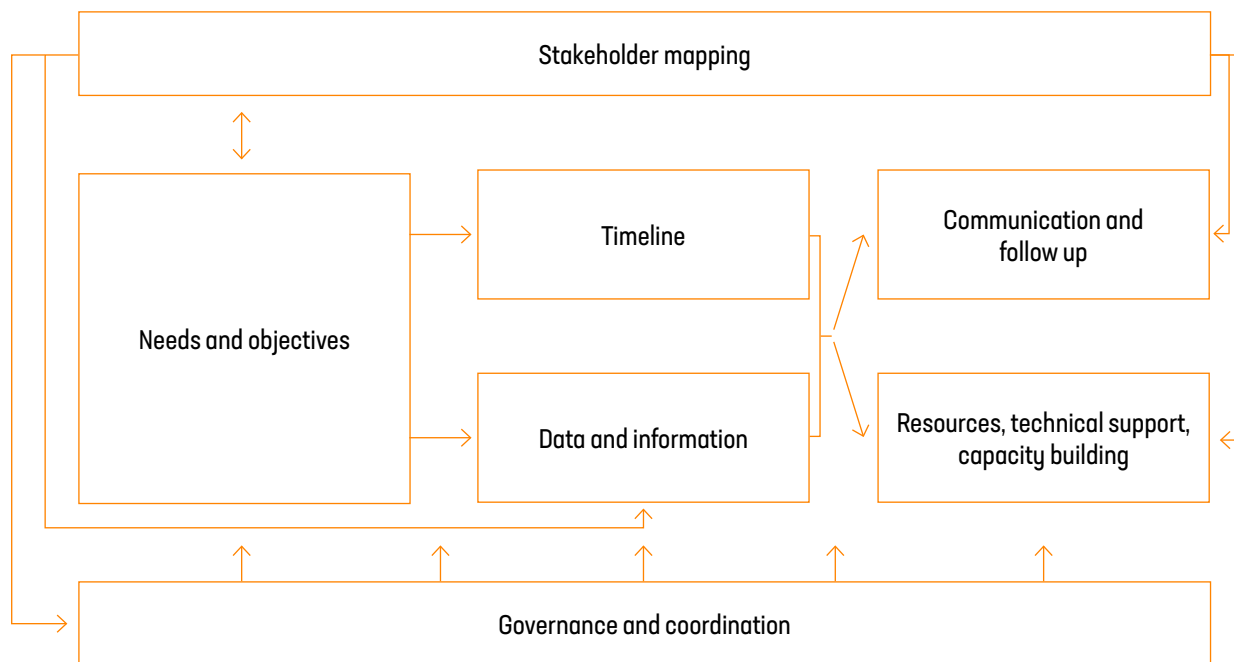 Stakeholder mapping
Needs and objectives
Timeline
Data and information
Communication and
follow up
Resources, technical support,
capacity building
Governance and coordination